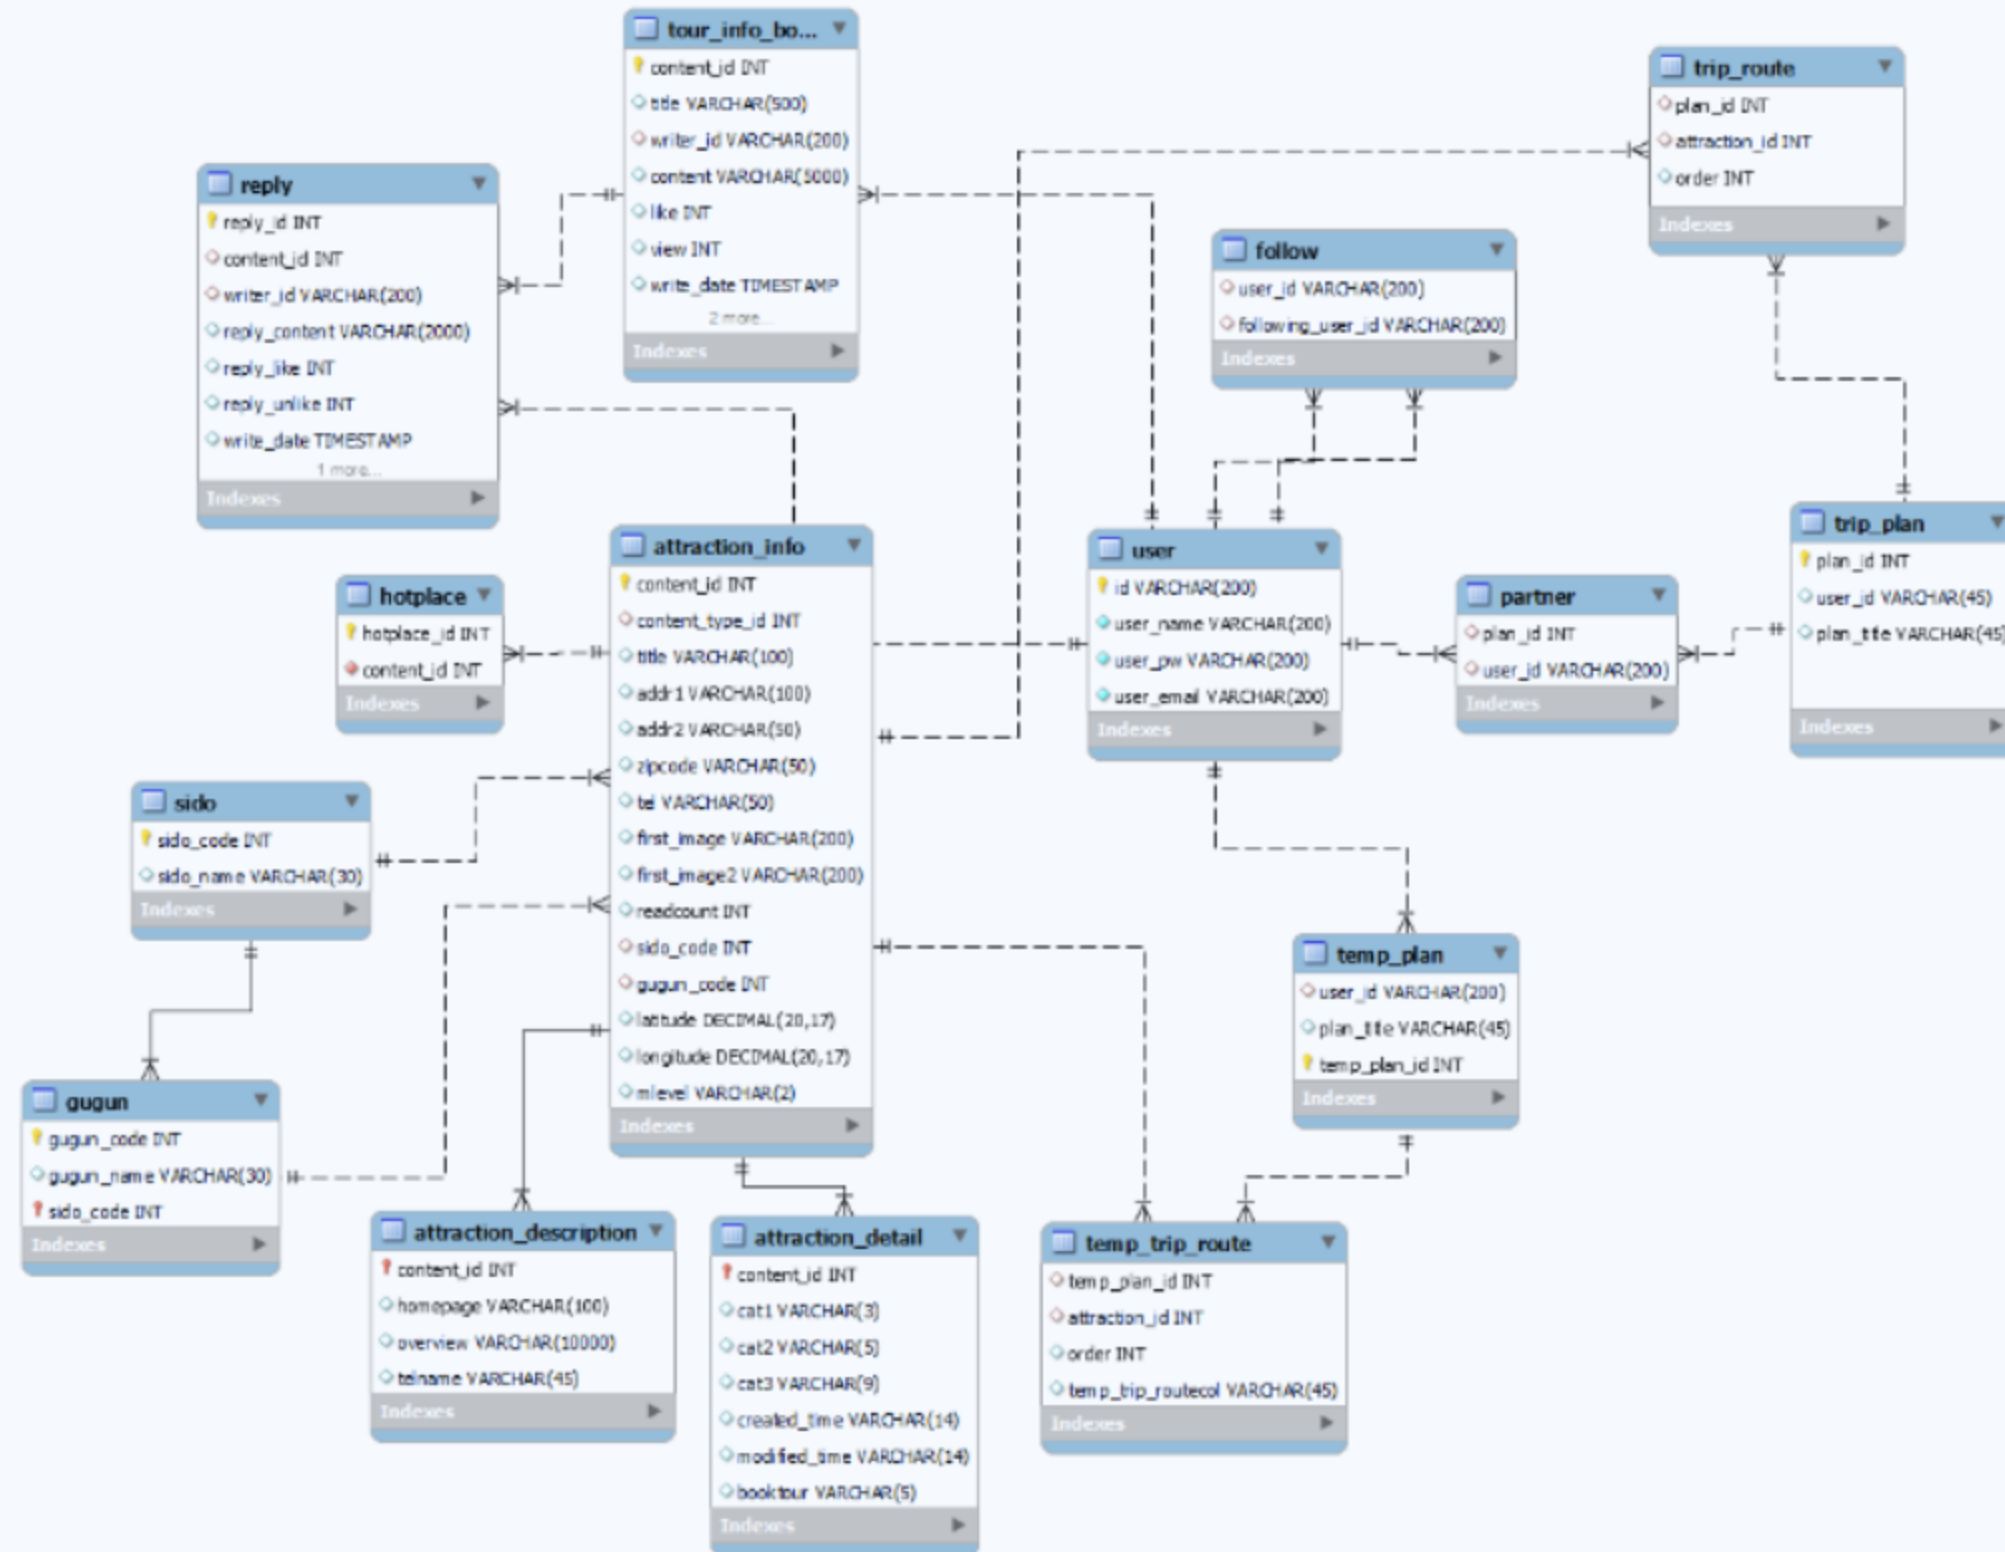 tour_info_bo...
content_id INT
title VARCHAR(500)
writer_id VARCHAR(200)
content VARCHAR(5000)
like INT
view INT
write_date TIMESTAMP
2 more...
Indexes
trip_route
plan_id INT
attraction_id INT
order INT
Indexes
reply
reply_id INT
content_id INT
writer_id VARCHAR(200)
reply_content VARCHAR(2000)
reply_like INT
reply_unlike INT
write_date TIMESTAMP
1 more...
Indexes
follow
user_id VARCHAR(200)
following_user_id VARCHAR(200)
Indexes
attraction_info
content_id INT
content_type_id INT
title VARCHAR(100)
addr1 VARCHAR(100)
addr2 VARCHAR(50)
zipcode VARCHAR(50)
tel VARCHAR(50)
first_image VARCHAR(200)
first_image2 VARCHAR(200)
readcount INT
sido_code INT
gugun_code INT
latitude DECIMAL(20,17)
longitude DECIMAL(20,17)
mlevel VARCHAR(2)
Indexes
user
id VARCHAR(200)
user_name VARCHAR(200)
user_pw VARCHAR(200)
user_email VARCHAR(200)
Indexes
trip_plan
plan_id INT
user_id VARCHAR(45)
plan_title VARCHAR(45)
Indexes
hotplace
hotplace_id INT
content_id INT
Indexes
partner
plan_id INT
user_id VARCHAR(200)
Indexes
sido
sido_code INT
sido_name VARCHAR(30)
Indexes
temp_plan
user_id VARCHAR(200)
plan_title VARCHAR(45)
temp_plan_id INT
Indexes
gugun
gugun_code INT
gugun_name VARCHAR(30)
sido_code INT
Indexes
attraction_description
content_id INT
homepage VARCHAR(100)
overview VARCHAR(10000)
telname VARCHAR(45)
Indexes
attraction_detail
content_id INT
cat1 VARCHAR(3)
cat2 VARCHAR(5)
cat3 VARCHAR(9)
created_time VARCHAR(14)
modified_time VARCHAR(14)
booktour VARCHAR(5)
Indexes
temp_trip_route
temp_plan_id INT
attraction_id INT
order INT
temp_trip_routecol VARCHAR(45)
Indexes